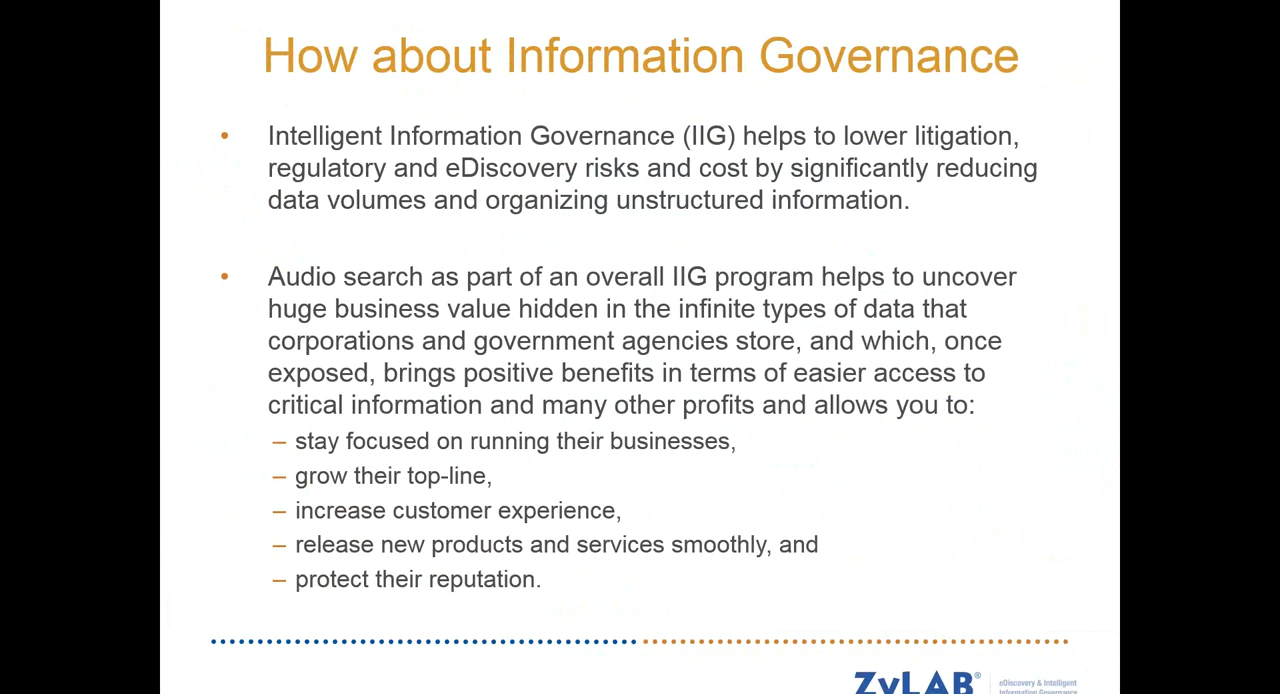 How about Information Governance
• Intelligent Information Governance (IIG) helps to lower litigation,
regulatory and eDiscovery risks and cost by significantly reducing
data volumes and organizing unstructured information.
• Audio search as part of an overall IIG program helps to uncover
huge business value hidden in the infinite types of data that
corporations and government agencies store, and which, once
exposed, brings positive benefits in terms of easier access to
critical information and many other profits and allows you to:
– stay focused on running their businesses,
– grow their top-line,
– increase customer experience,
– release new products and services smoothly, and
– protect their reputation.
ZyLAB®
eDiscovery & Intelligent
Information Governance